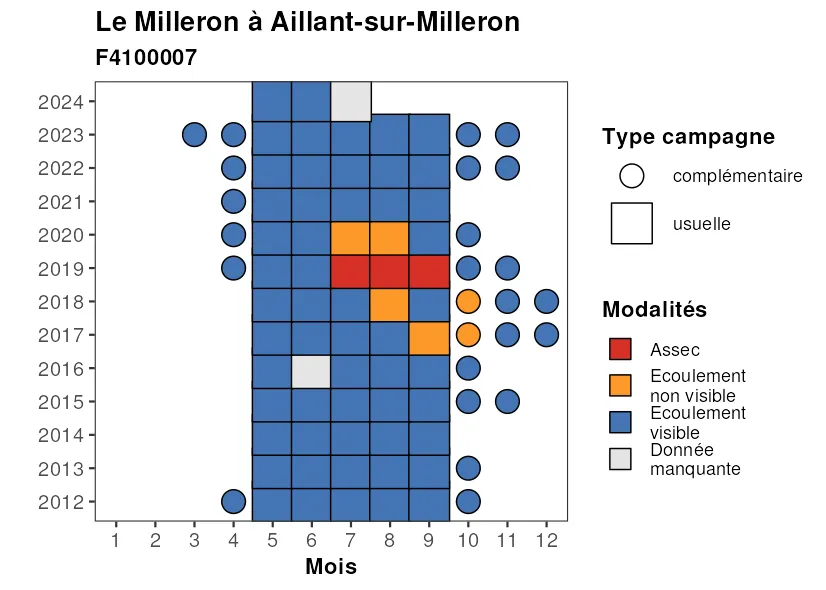 Le Milleron à Aillant-sur-Milleron
F4100007
2024
2023
2022
2021
2020
2019
2018
2017
2016
2015
2014
2013
2012
1 2 3 4 5 6 7 8 9 10 11 12
Mois
Type campagne
complémentaire
usuelle
Modalités
Assec
Ecoulement
non visible
Ecoulement
visible
Donnée
manquante